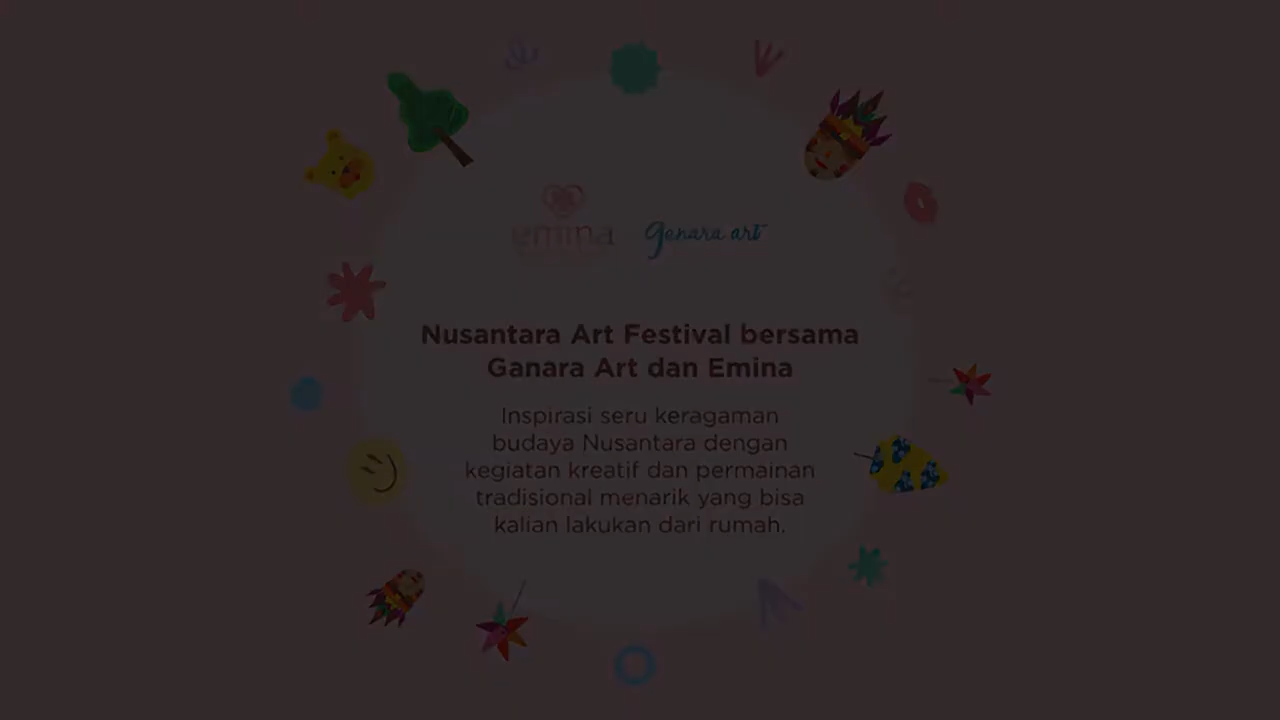 emina
ganara art
Nusantara Art Festival bersama
Ganara Art dan Emina
Inspirasi seru keragaman
budaya Nusantara dengan
kegiatan kreatif dan permainan
tradisional menarik yang bisa
kalian lakukan dari rumah.